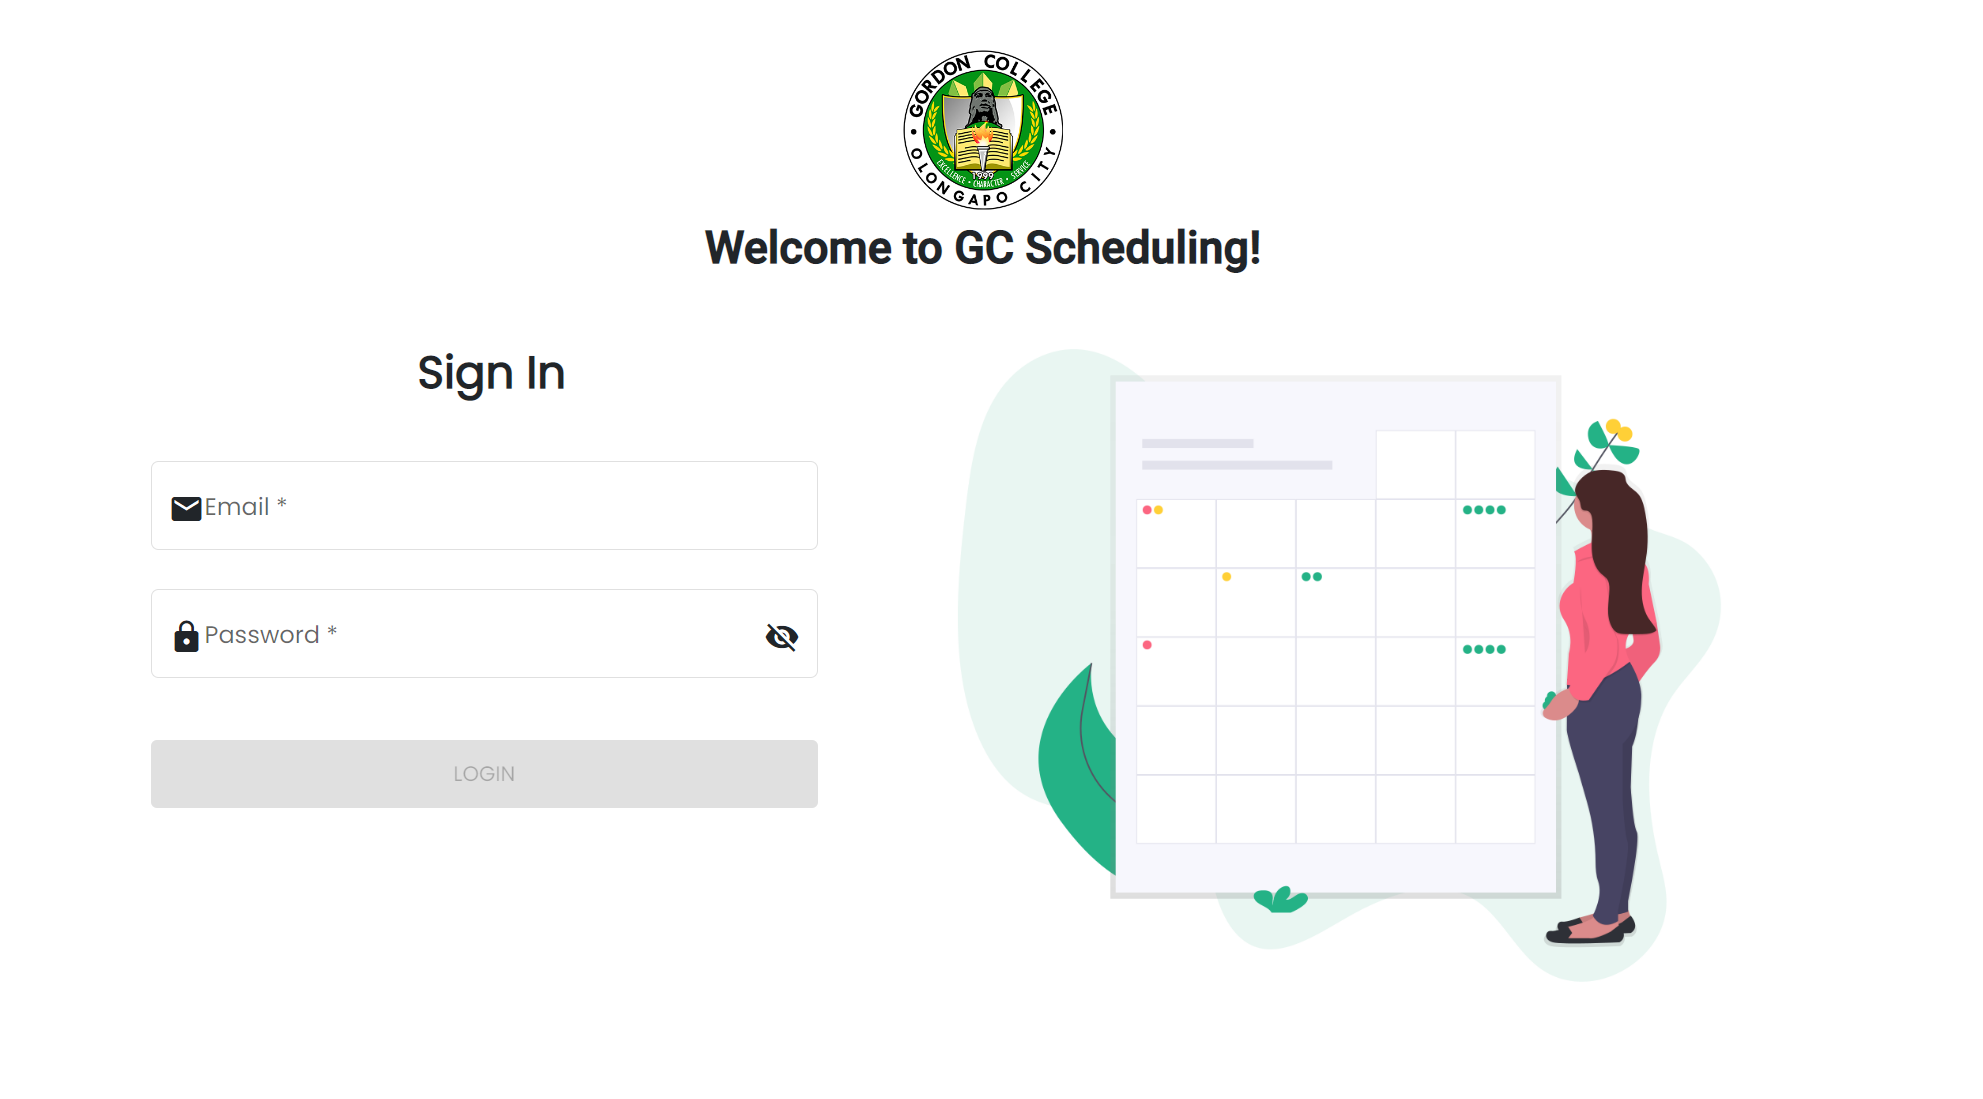 GORDON COLLEGE
OLONGAPO CITY
1999
EXCELLENCE • CHARACTER • SERVICE
Welcome to GC Scheduling!
Sign In
Email *
Password *
LOGIN